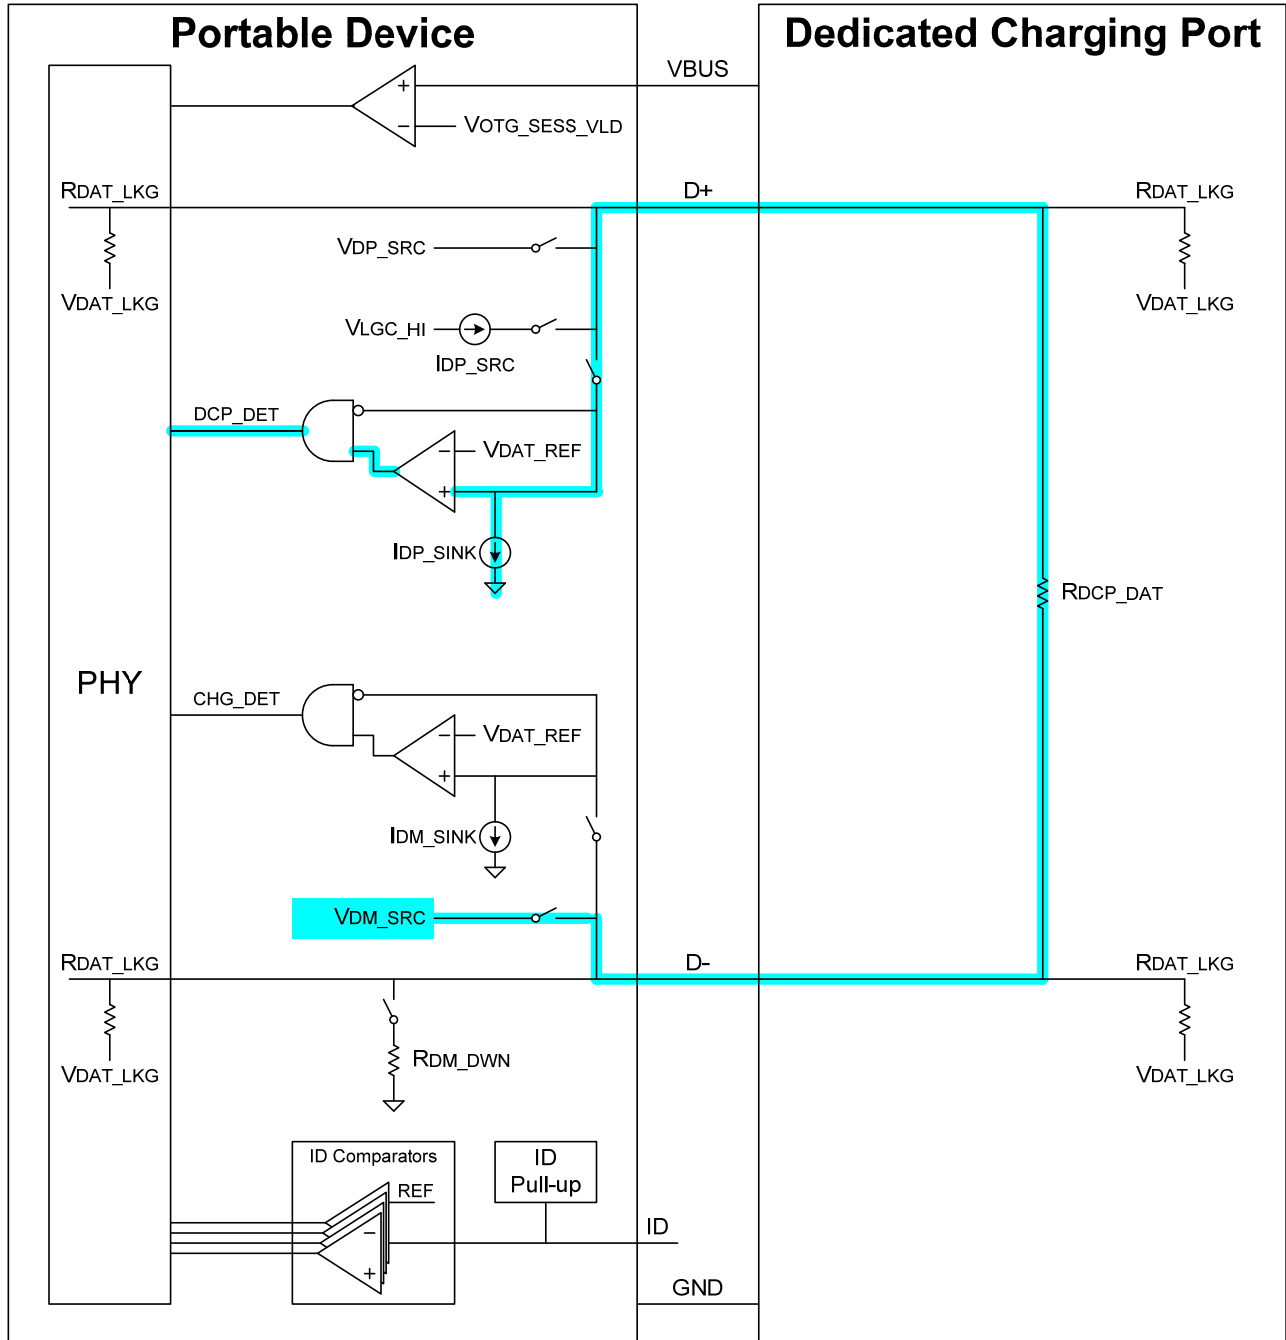 Portable Device
Dedicated Charging Port
VBUS
+
−
VOTG_SESS_VLD
RDAT_LKG
D+
RDAT_LKG
VDP_SRC
VDAT_LKG
VDAT_LKG
VLGC_HI
IDP_SRC
DCP_DET
−
VDAT_REF
+
IDP_SINK
RDCP_DAT
PHY
CHG_DET
−
VDAT_REF
+
IDM_SINK
VDM_SRC
RDAT_LKG
D-
RDAT_LKG
RDM_DWN
VDAT_LKG
VDAT_LKG
ID Comparators
ID
Pull-up
REF
−
ID
+
GND